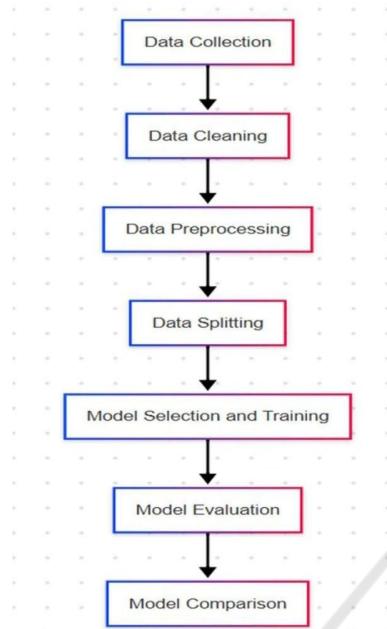 Data Collection
Data Cleaning
Data Preprocessing
Data Splitting
Model Selection and Training
Model Evaluation
Model Comparison